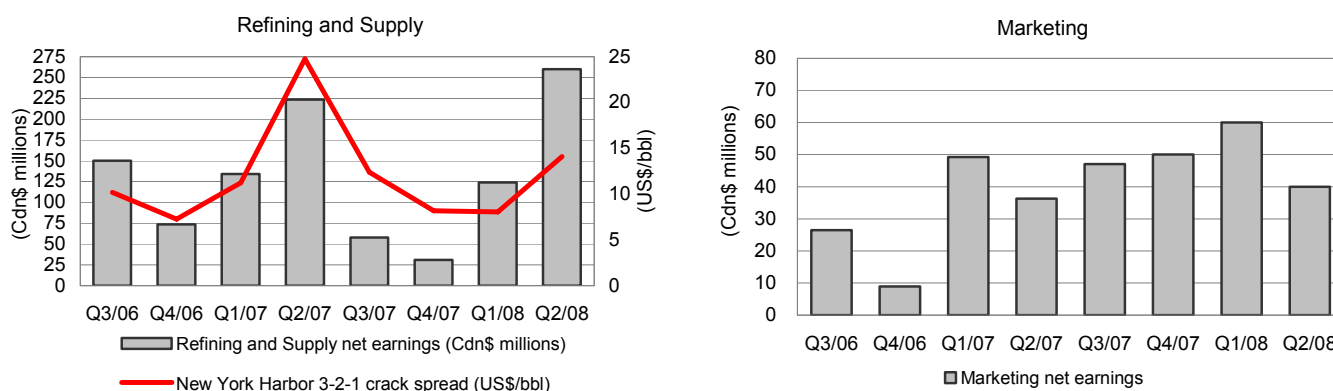 Refining and Supply
275
250
225
200
175
150
125
100
75
50
25
0
(Cdn$ millions)
25
20
15
10
5
0
(US$/bbl)
Q3/06 Q4/06 Q1/07 Q2/07 Q3/07 Q4/07 Q1/08 Q2/08
Refining and Supply net earnings (Cdn$ millions)
New York Harbor 3-2-1 crack spread (US$/bbl)
Marketing
80
70
60
50
40
30
20
10
0
(Cdn$ millions)
Q3/06 Q4/06 Q1/07 Q2/07 Q3/07 Q4/07 Q1/08 Q2/08
Marketing net earnings